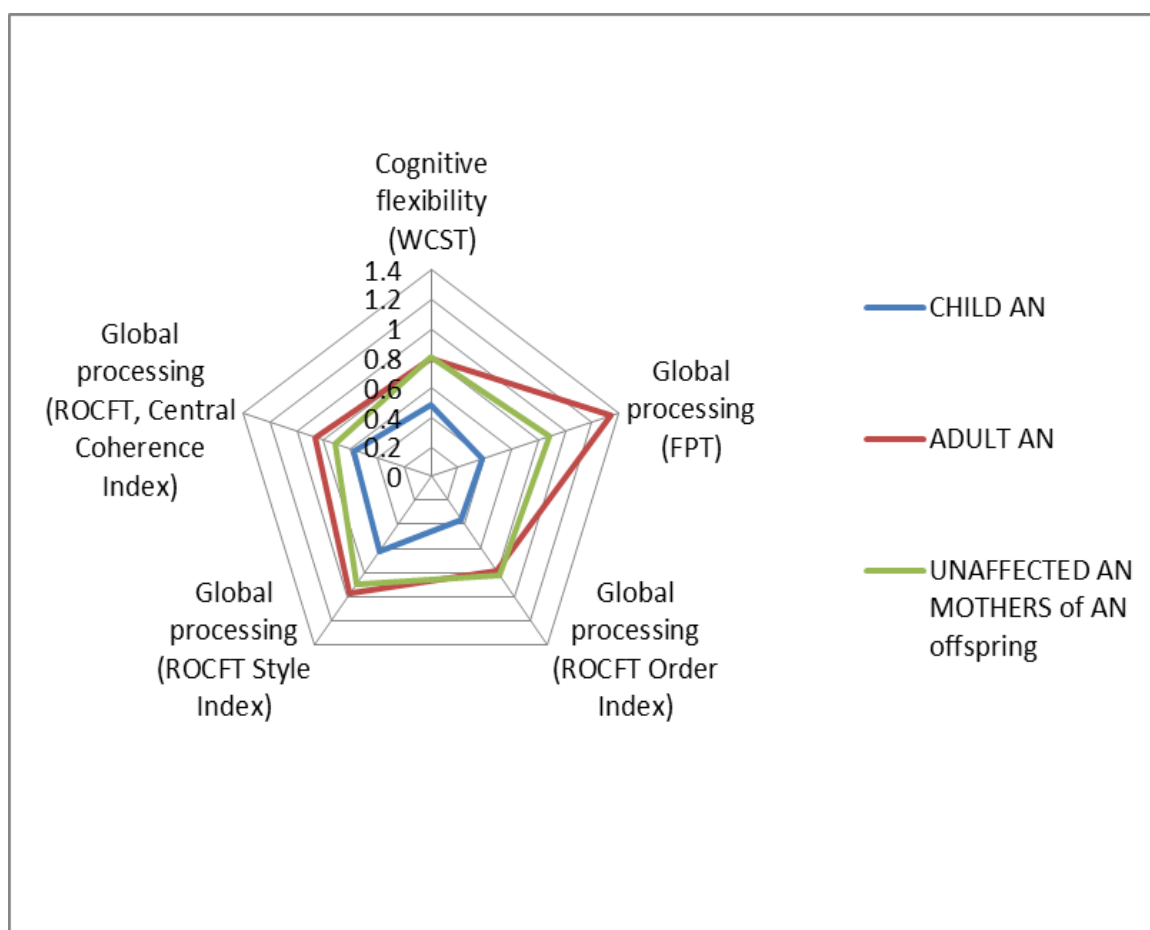 Cognitive
flexibility
(WCST)
1.4
1.2
1
0.8
0.6
0.4
0.2
0
Global
processing
(FPT)
Global
processing
(ROCFT Order
Index)
Global
processing
(ROCFT Style
Index)
Global
processing
(ROCFT, Central
Coherence
Index)
CHILD AN
ADULT AN
UNAFFECTED AN
MOTHERS of AN
offspring